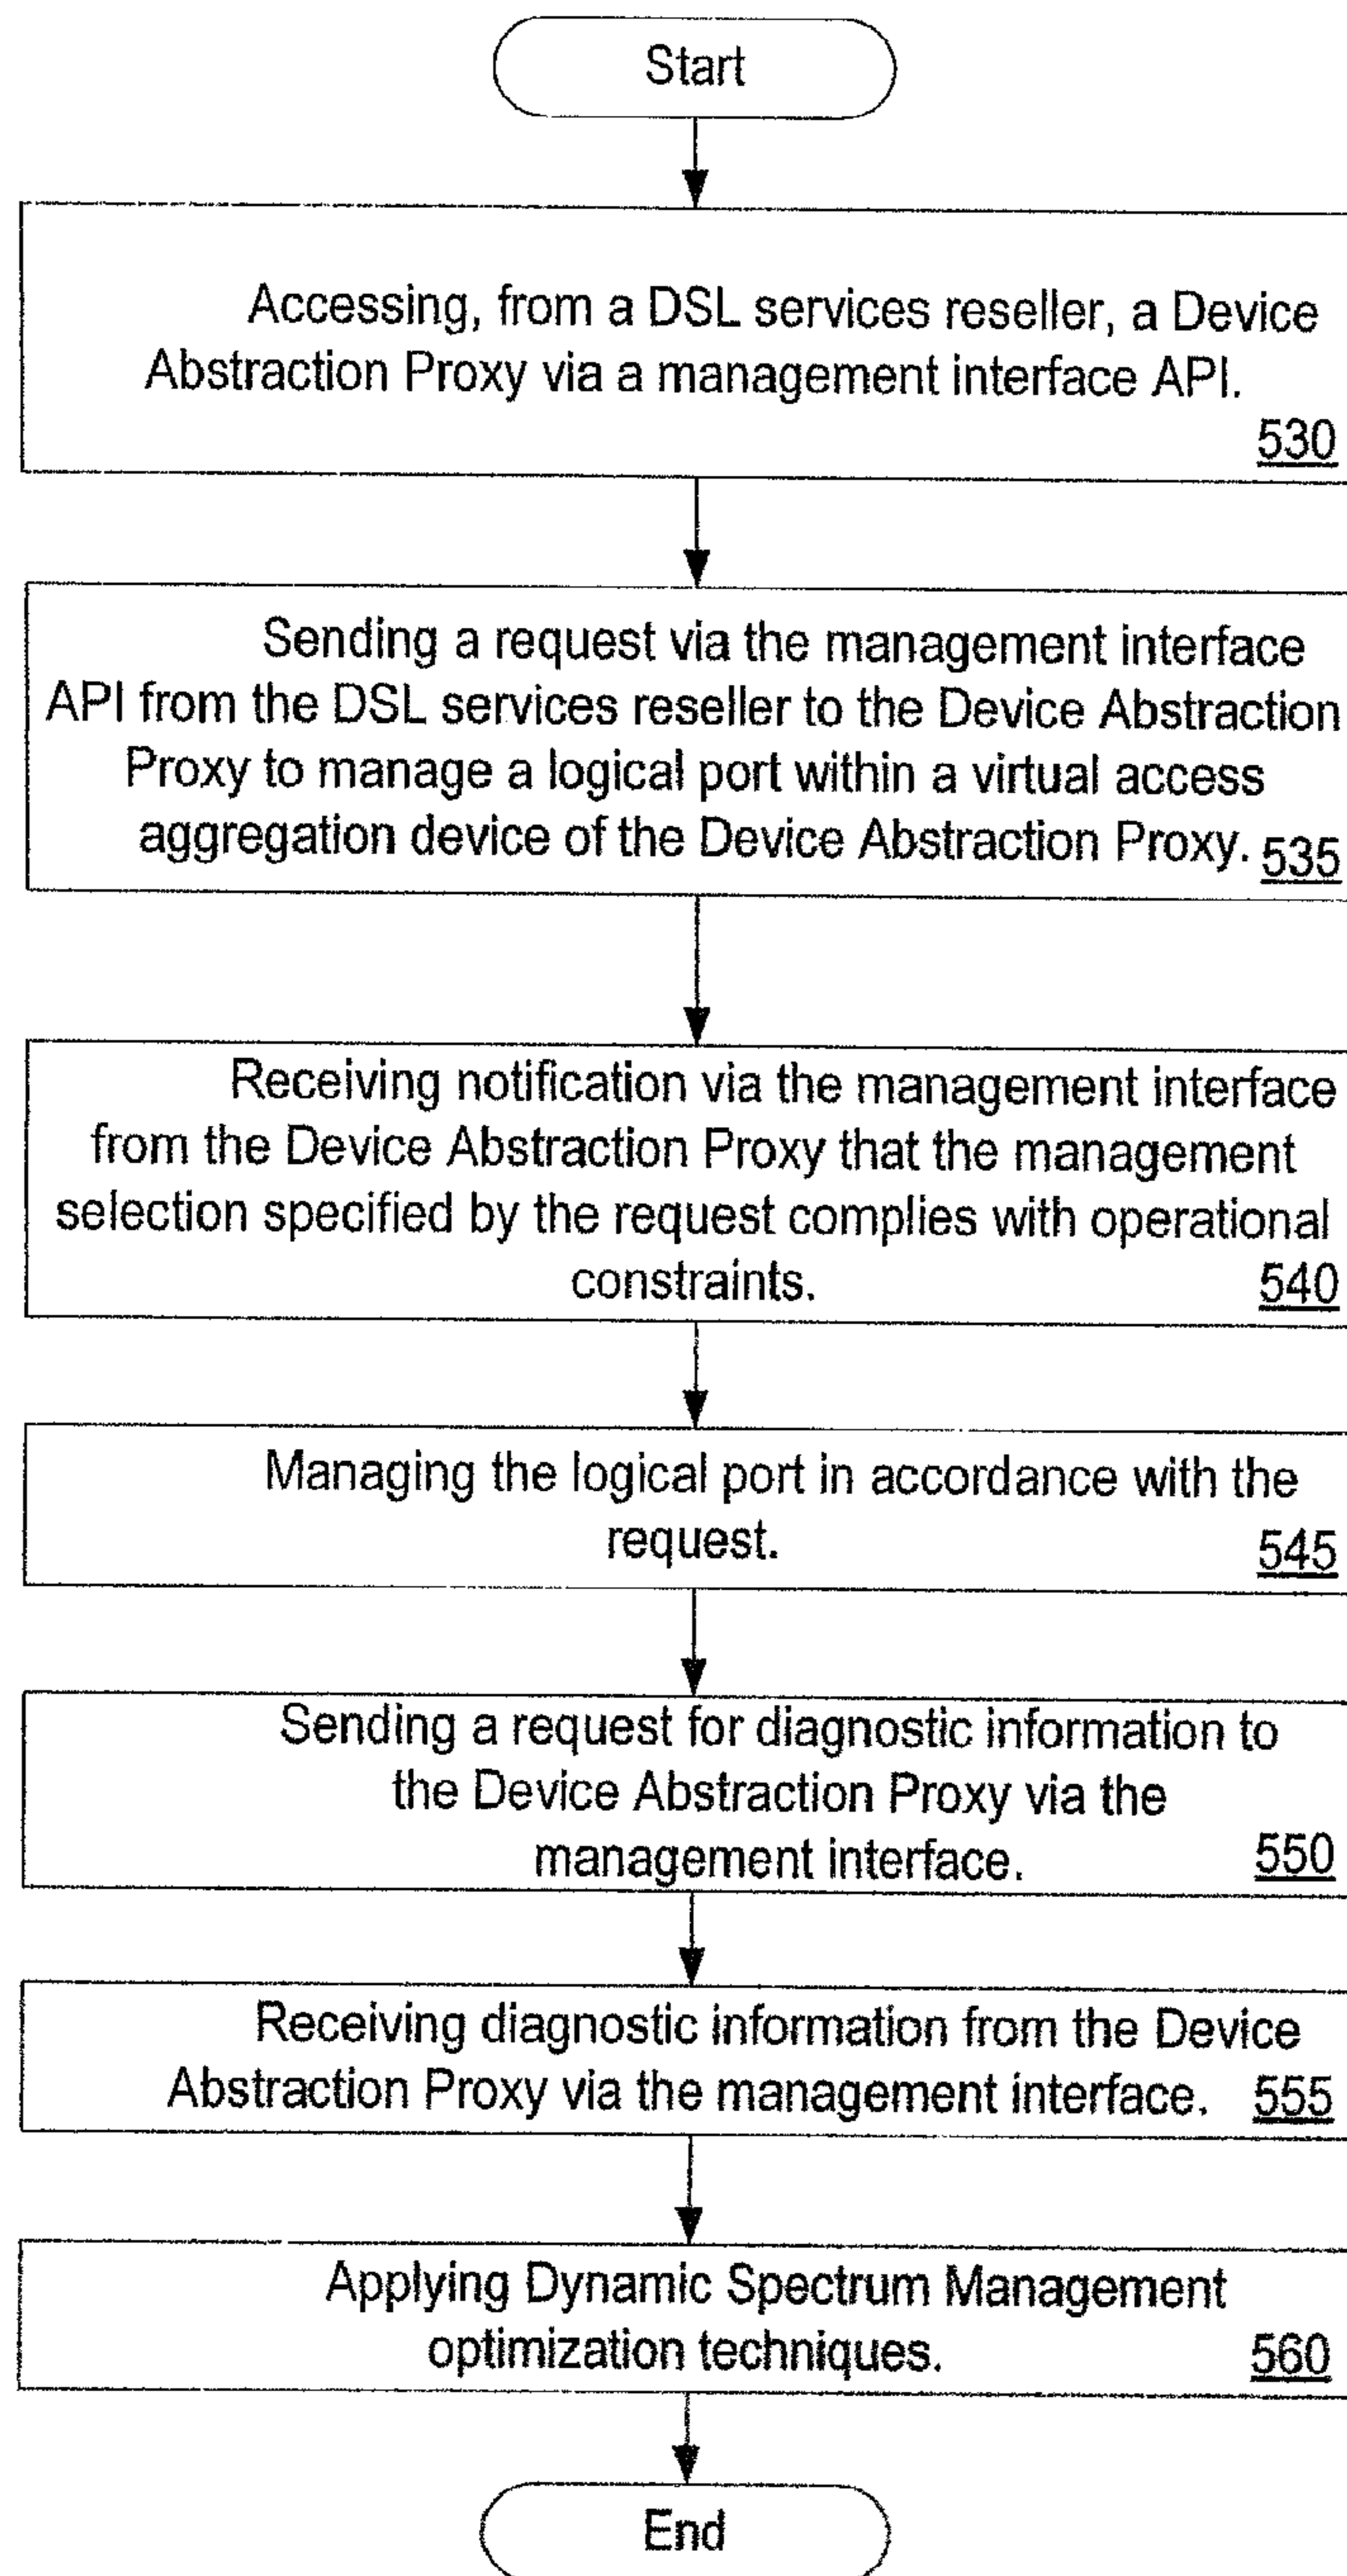 Start
Accessing, from a DSL services reseller, a Device
Abstraction Proxy via a management interface API.
530
Sending a request via the management interface
API from the DSL services reseller to the Device Abstraction
Proxy to manage a logical port within a virtual access
aggregation device of the Device Abstraction Proxy. 535
Receiving notification via the management interface
from the Device Abstraction Proxy that the management
selection specified by the request complies with operational
constraints. 540
Managing the logical port in accordance with the
request. 545
Sending a request for diagnostic information to
the Device Abstraction Proxy via the
management interface. 550
Receiving diagnostic information from the Device
Abstraction Proxy via the management interface. 555
Applying Dynamic Spectrum Management
optimization techniques. 560
End